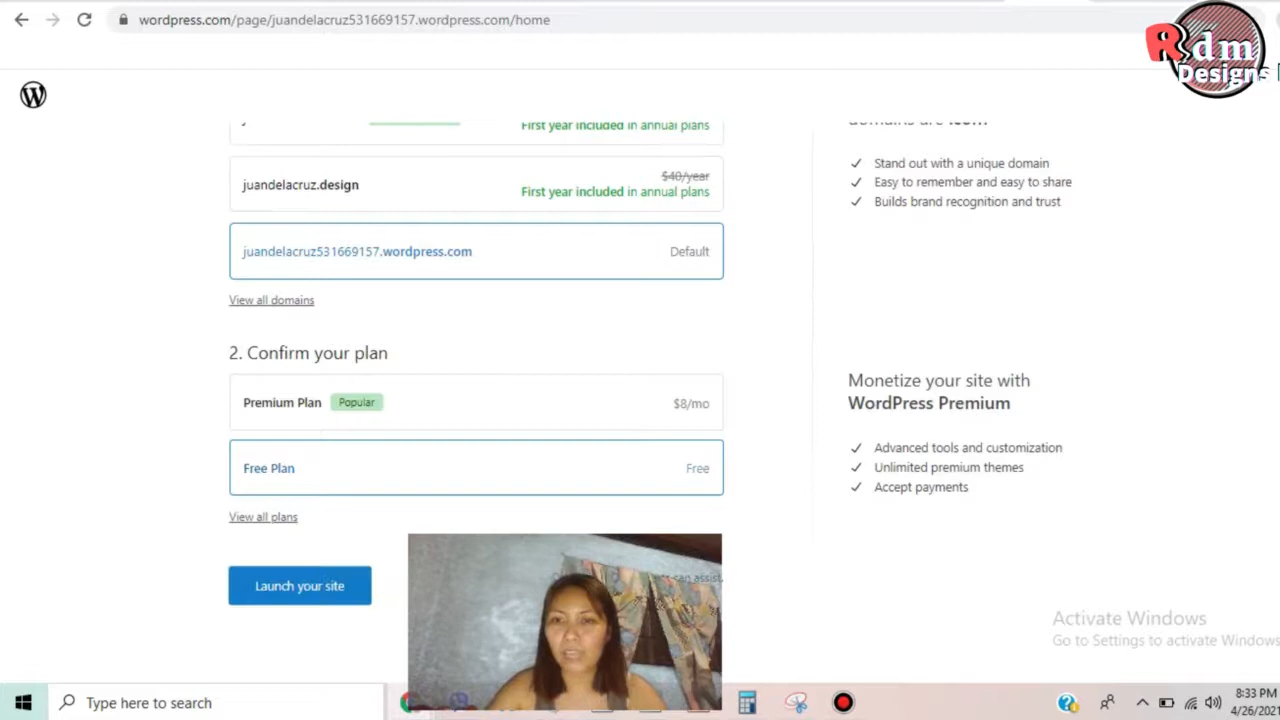 wordpress.com/page/juandelacruz531669157.wordpress.com/home
Rdm
Designs
First year included in annual plans
juandelacruz.design
$40/year
First year included in annual plans
juandelacruz531669157.wordpress.com
Default
View all domains
2. Confirm your plan
Premium Plan
Popular
$8/mo
Free Plan
Free
View all plans
Launch your site
Stand out with a unique domain
Easy to remember and easy to share
Builds brand recognition and trust
Monetize your site with
WordPress Premium
Advanced tools and customization
Unlimited premium themes
Accept payments
can assist.
Activate Windows
Go to Settings to activate Windows
Type here to search
8:33 PM
4/26/2021